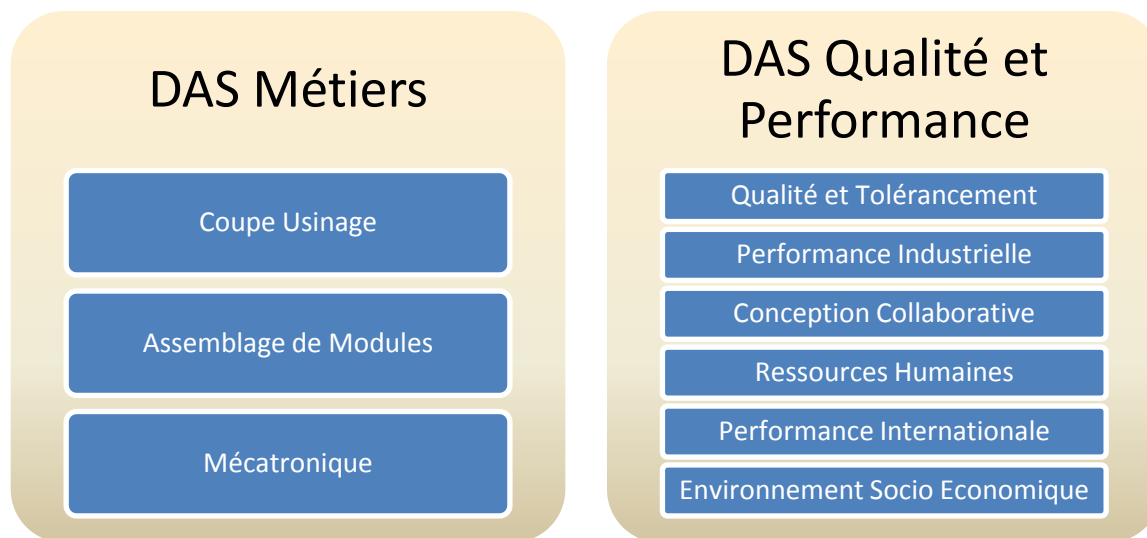 DAS Métiers
Coupe Usinage
Assemblage de Modules
Mécatronique
DAS Qualité et
Performance
Qualité et Tolérancement
Performance Industrielle
Conception Collaborative
Ressources Humaines
Performance Internationale
Environnement Socio Economique